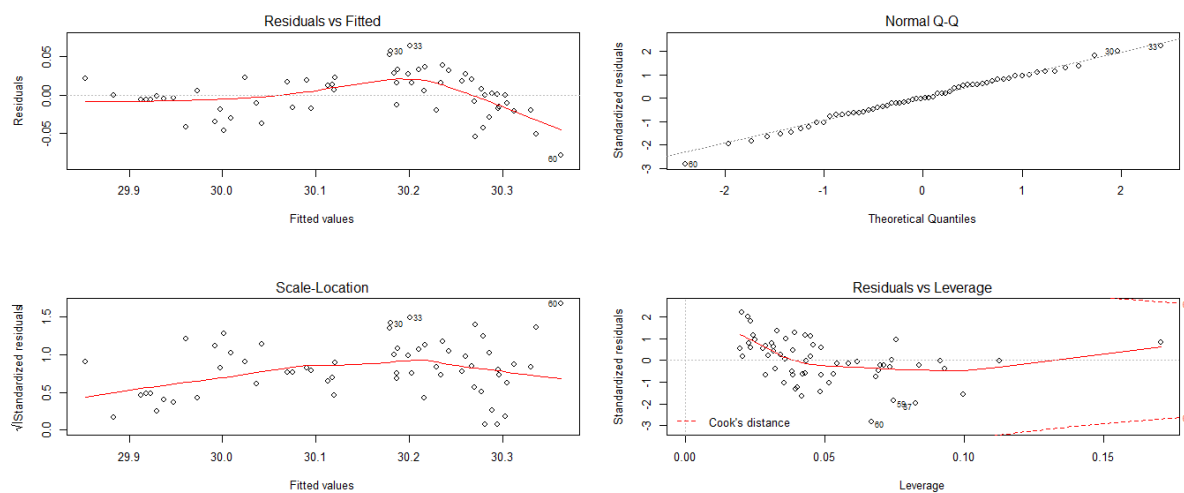 Residuals vs Fitted
Residuals
0.05
0.00
-0.05
30
33
60
29.9 30.0 30.1 30.2 30.3
Fitted values
Normal Q-Q
Standardized residuals
2
1
0
-1
-2
-3
30
33
60
-2 -1 0 1 2
Theoretical Quantiles
Scale-Location
√|Standardized residuals|
1.5
1.0
0.5
0.0
30
33
60
29.9 30.0 30.1 30.2 30.3
Fitted values
Residuals vs Leverage
Standardized residuals
2
1
0
-1
-2
-3
59
57
60
Cook's distance
0.00 0.05 0.10 0.15
Leverage